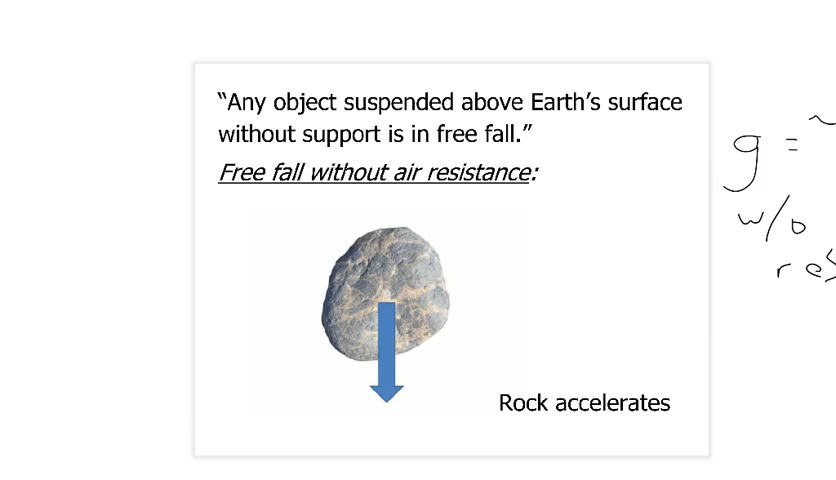 “Any object suspended above Earth’s surface
without support is in free fall.”
Free fall without air resistance:
Rock accelerates
g = ~
w/o